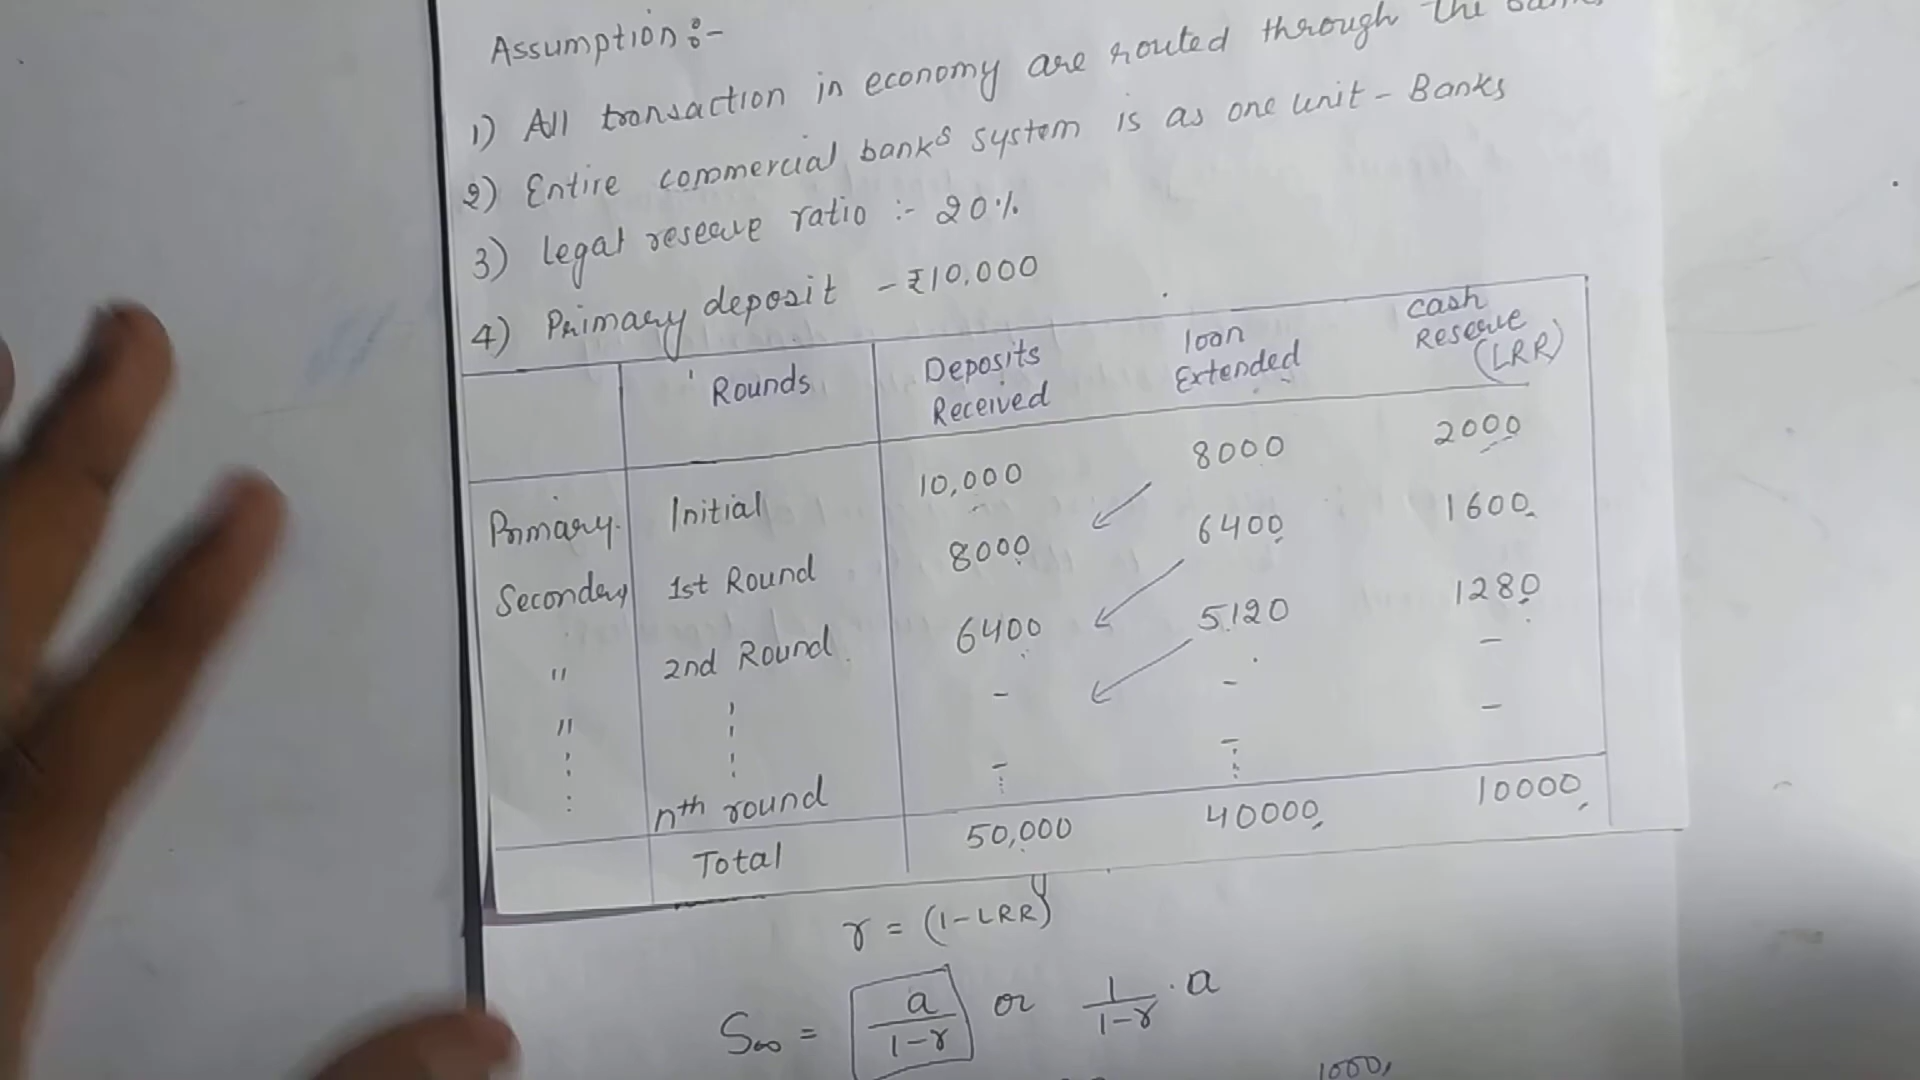 Assumption :-
1) All transaction in economy are routed through the
2) Entire commercial banks system is as one unit - Banks
3) legal reserve ratio :- 20%
4) Primary deposit - ₹10,000
Rounds Deposits Received loan Extended cash Reserve (LRR)
Primary Initial 10,000 8000 2000
Secondary 1st Round 8000 6400 1600
" 2nd Round 6400 5120 1280
" - - -
- - -
nth round
Total 50,000 40000 10000
r = (1-LRR)
S∞ = a/1-r or 1/1-r . a
1000,